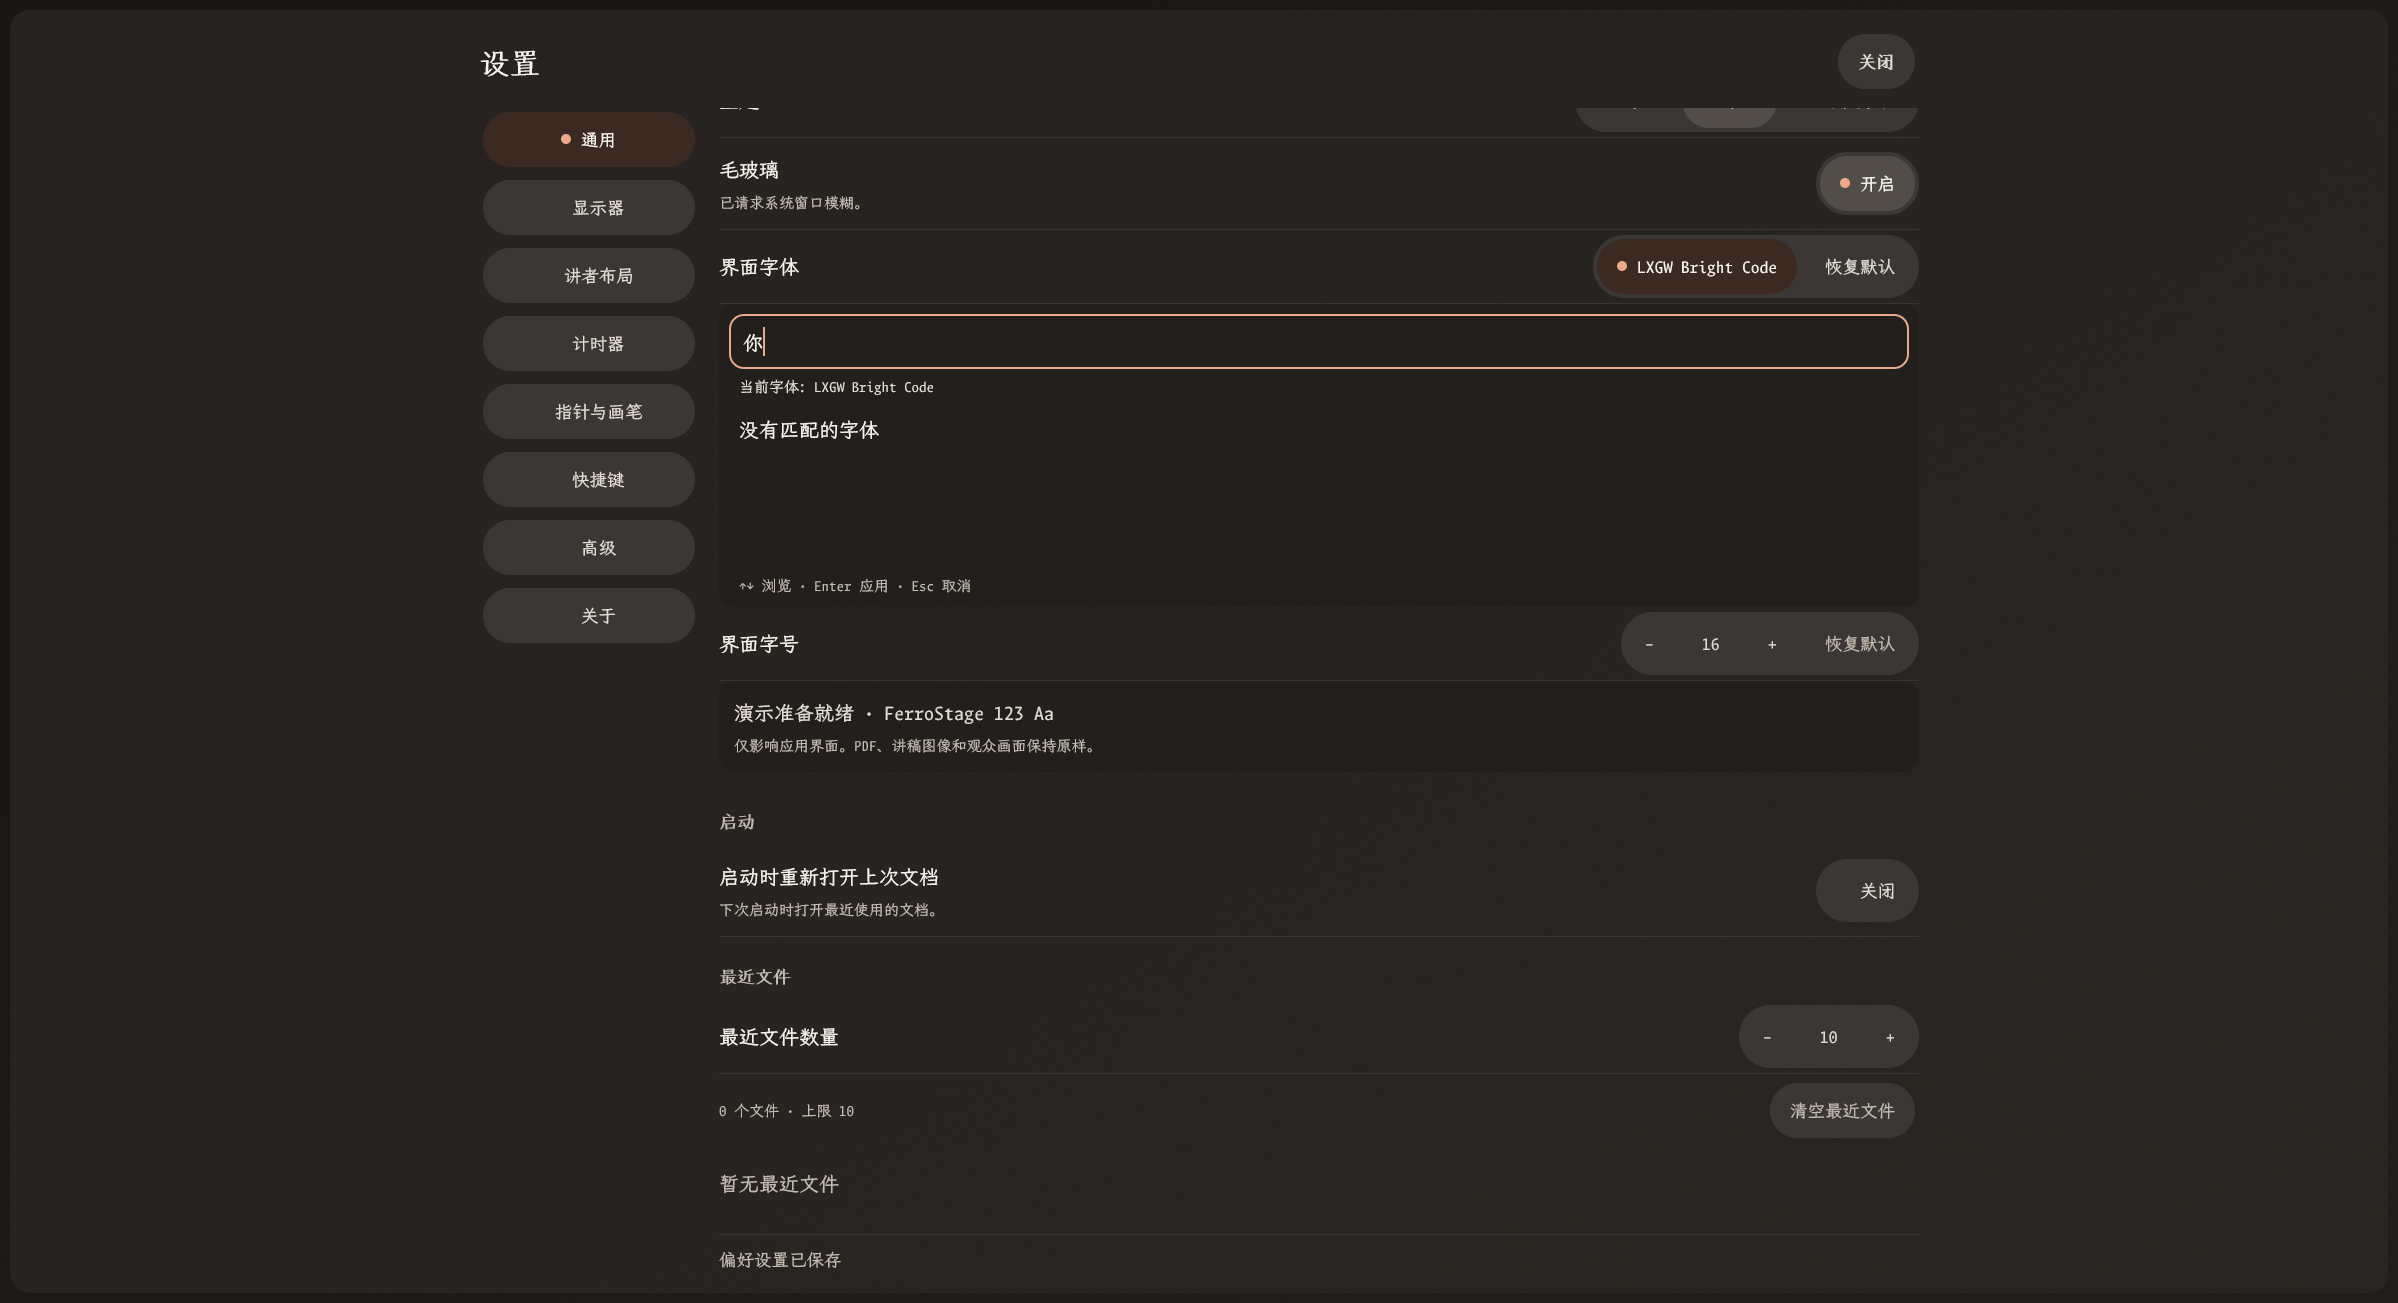 设置
关闭
通用
显示器
讲者布局
计时器
指针与画笔
快捷键
高级
关于
毛玻璃
已请求系统窗口模糊。
开启
界面字体
LXGW Bright Code
恢复默认
你
当前字体: LXGW Bright Code
没有匹配的字体
↑↓ 浏览 · Enter 应用 · Esc 取消
界面字号
- 16 + 恢复默认
演示准备就绪 · FerroStage 123 Aa
仅影响应用界面。PDF、讲稿图像和观众画面保持原样。
启动
启动时重新打开上次文档
下次启动时打开最近使用的文档。
关闭
最近文件
最近文件数量
- 10 +
0 个文件 · 上限 10
清空最近文件
暂无最近文件
偏好设置已保存